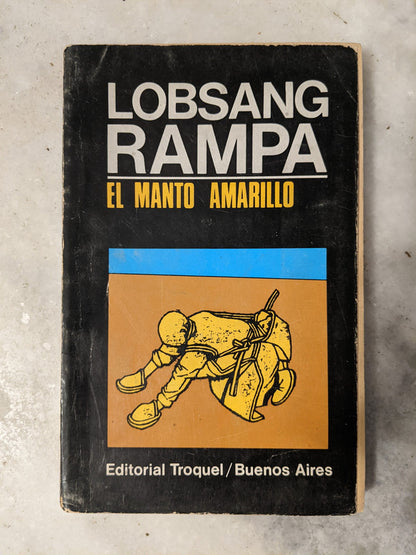 LOBSANG
RAMPA
EL MANTO AMARILLO
Editorial Troquel/Buenos Aires